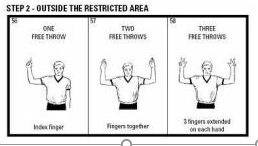 STEP 2 - OUTSIDE THE RESTRICTED AREA
56
ONE
FREE THROW
Index finger
57
TWO
FREE THROWS
Fingers together
58
THREE
FREE THROWS
3 fingers extended
on each hand